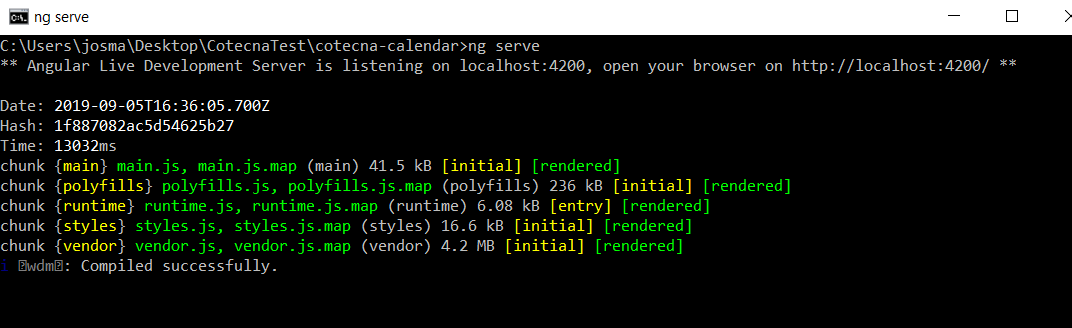 ng serve
C:\Users\josma\Desktop\CotecnaTest\cotecna-calendar>ng serve
** Angular Live Development Server is listening on localhost:4200, open your browser on http://localhost:4200/ **
Date: 2019-09-05T16:36:05.700Z
Hash: 1f887082ac5d54625b27
Time: 13032ms
chunk {main} main.js, main.js.map (main) 41.5 kB [initial] [rendered]
chunk {polyfills} polyfills.js, polyfills.js.map (polyfills) 236 kB [initial] [rendered]
chunk {runtime} runtime.js, runtime.js.map (runtime) 6.08 kB [entry] [rendered]
chunk {styles} styles.js, styles.js.map (styles) 16.6 kB [initial] [rendered]
chunk {vendor} vendor.js, vendor.js.map (vendor) 4.2 MB [initial] [rendered]
i wdm: Compiled successfully.